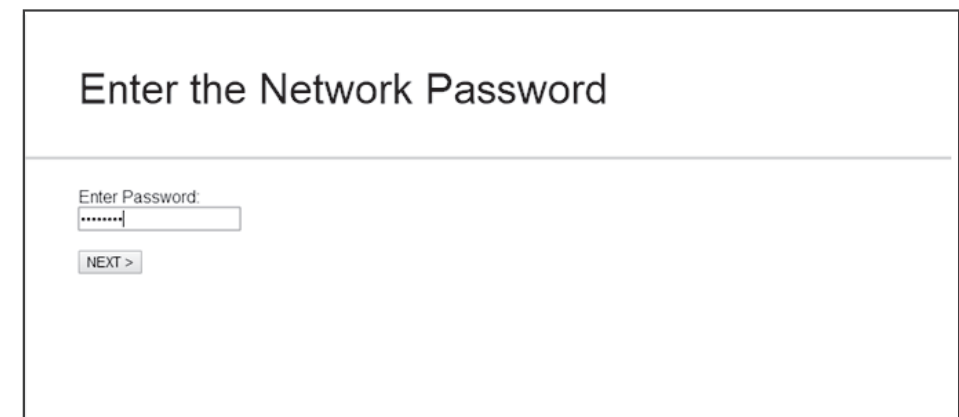 Enter the Network Password
Enter Password:
••••••••
NEXT >